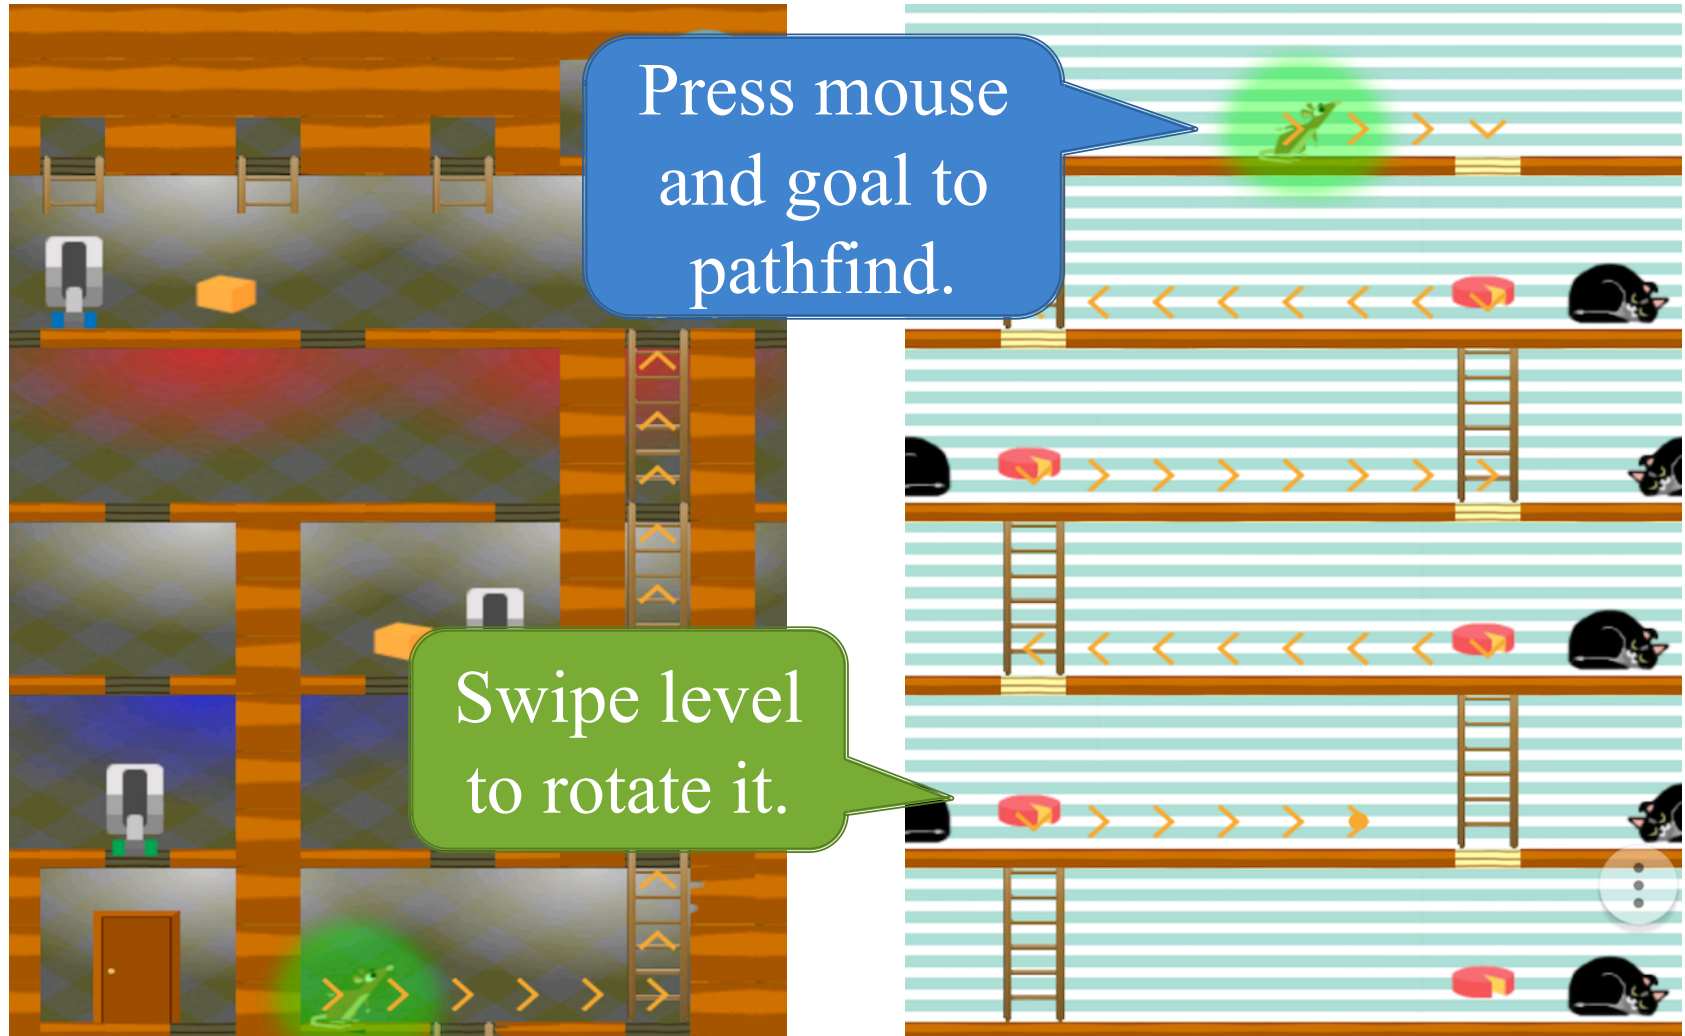 Press mouse
and goal to
pathfind.
Swipe level
to rotate it.